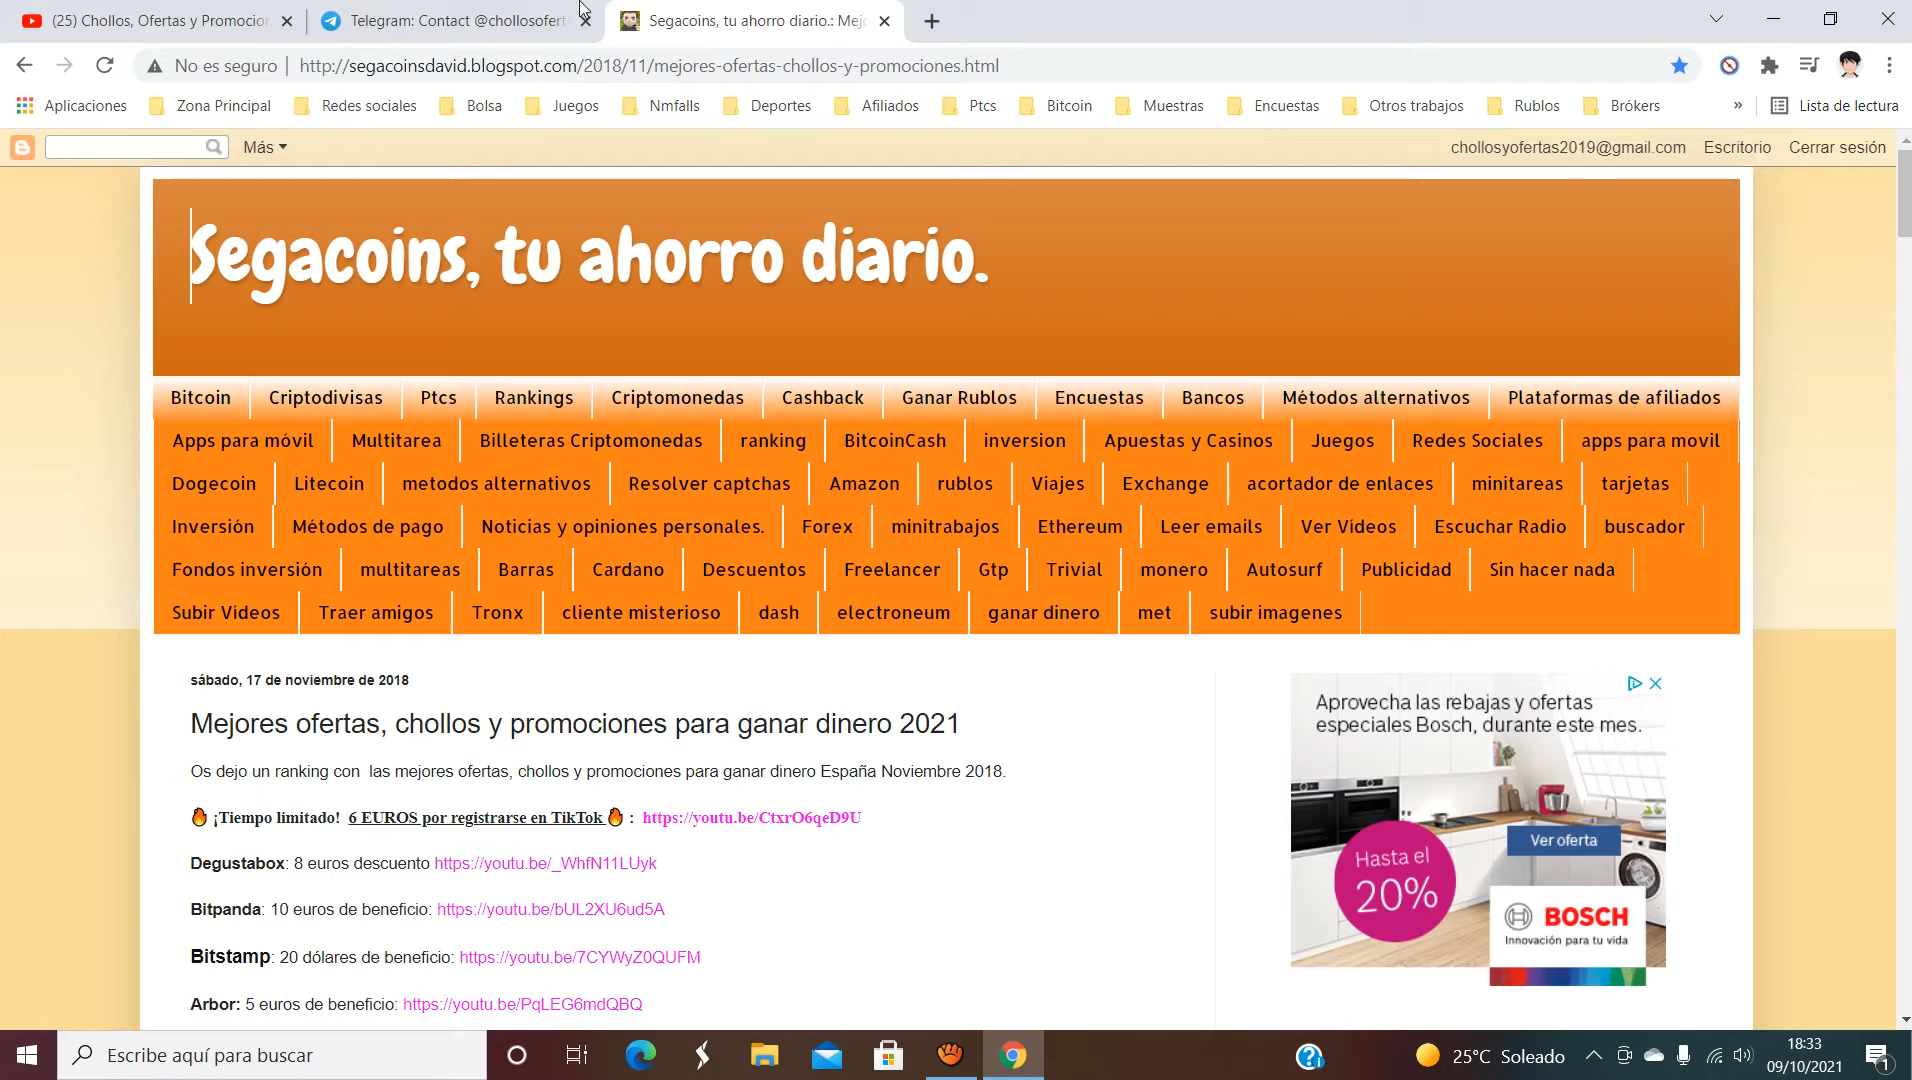 (25) Chollos, Ofertas y Promocion
Telegram: Contact @chollosofert
Segacoins, tu ahorro diario.: Mej
No es seguro
http://segacoinsdavid.blogspot.com/2018/11/mejores-ofertas-chollos-y-promociones.html
Aplicaciones Zona Principal Redes sociales Bolsa Juegos Nmfalls Deportes Afiliados Ptcs Bitcoin Muestras Encuestas Otros trabajos Rublos Brókers » Lista de lectura
Más chollosyofertas2019@gmail.com Escritorio Cerrar sesión
Segacoins, tu ahorro diario.
Bitcoin Criptodivisas Ptcs Rankings Criptomonedas Cashback Ganar Rublos Encuestas Bancos Métodos alternativos Plataformas de afiliados
Apps para móvil Multitarea Billeteras Criptomonedas ranking BitcoinCash inversion Apuestas y Casinos Juegos Redes Sociales apps para movil
Dogecoin Litecoin metodos alternativos Resolver captchas Amazon rublos Viajes Exchange acortador de enlaces minitareas tarjetas
Inversión Métodos de pago Noticias y opiniones personales. Forex minitrabajos Ethereum Leer emails Ver Vídeos Escuchar Radio buscador
Fondos inversión multitareas Barras Cardano Descuentos Freelancer Gtp Trivial monero Autosurf Publicidad Sin hacer nada
Subir Vídeos Traer amigos Tronx cliente misterioso dash electroneum ganar dinero met subir imagenes
sábado, 17 de noviembre de 2018
Mejores ofertas, chollos y promociones para ganar dinero 2021
Os dejo un ranking con las mejores ofertas, chollos y promociones para ganar dinero España Noviembre 2018.
🔥 ¡Tiempo limitado! 6 EUROS por registrarse en TikTok 🔥 : https://youtu.be/CtxrO6qeD9U
Degustabox: 8 euros descuento https://youtu.be/_WhfN11LUyk
Bitpanda: 10 euros de beneficio: https://youtu.be/bUL2XU6ud5A
Bitstamp: 20 dólares de beneficio: https://youtu.be/7CYWyZ0QUFM
Arbor: 5 euros de beneficio: https://youtu.be/PqLEG6mdQBQ
Aprovecha las rebajas y ofertas
especiales Bosch, durante este mes.
Ver oferta
Hasta el
20%
BOSCH
Innovación para tu vida
Escribe aquí para buscar
25°C Soleado
18:33
09/10/2021
1